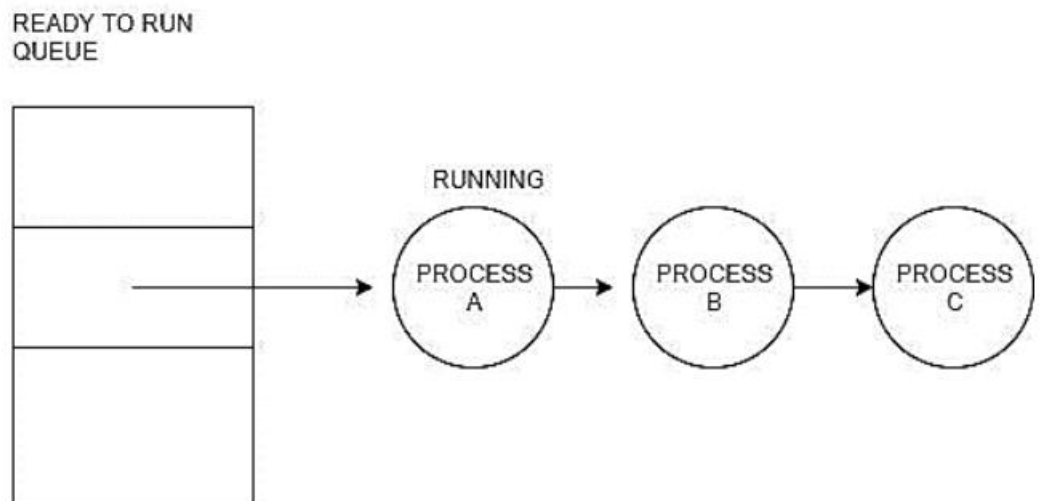 READY TO RUN
QUEUE
RUNNING
PROCESS
A
PROCESS
B
PROCESS
C